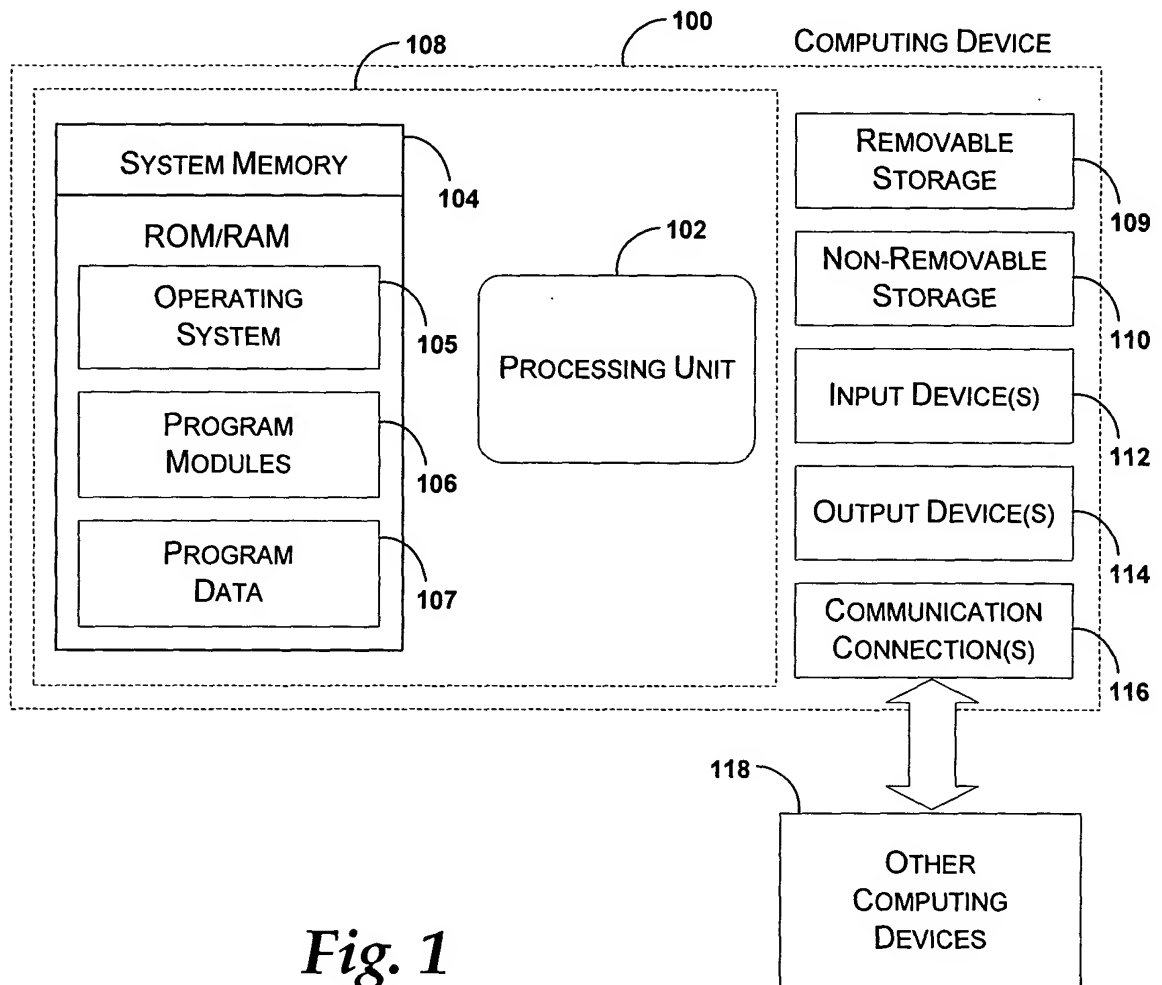 COMPUTING DEVICE
100
108
SYSTEM MEMORY
104
ROM/RAM
OPERATING
SYSTEM
105
PROGRAM
MODULES
106
PROGRAM
DATA
107
102
PROCESSING UNIT
REMOVABLE
STORAGE
109
NON-REMOVABLE
STORAGE
110
INPUT DEVICE(S)
112
OUTPUT DEVICE(S)
114
COMMUNICATION
CONNECTION(S)
116
118
OTHER
COMPUTING
DEVICES
Fig. 1